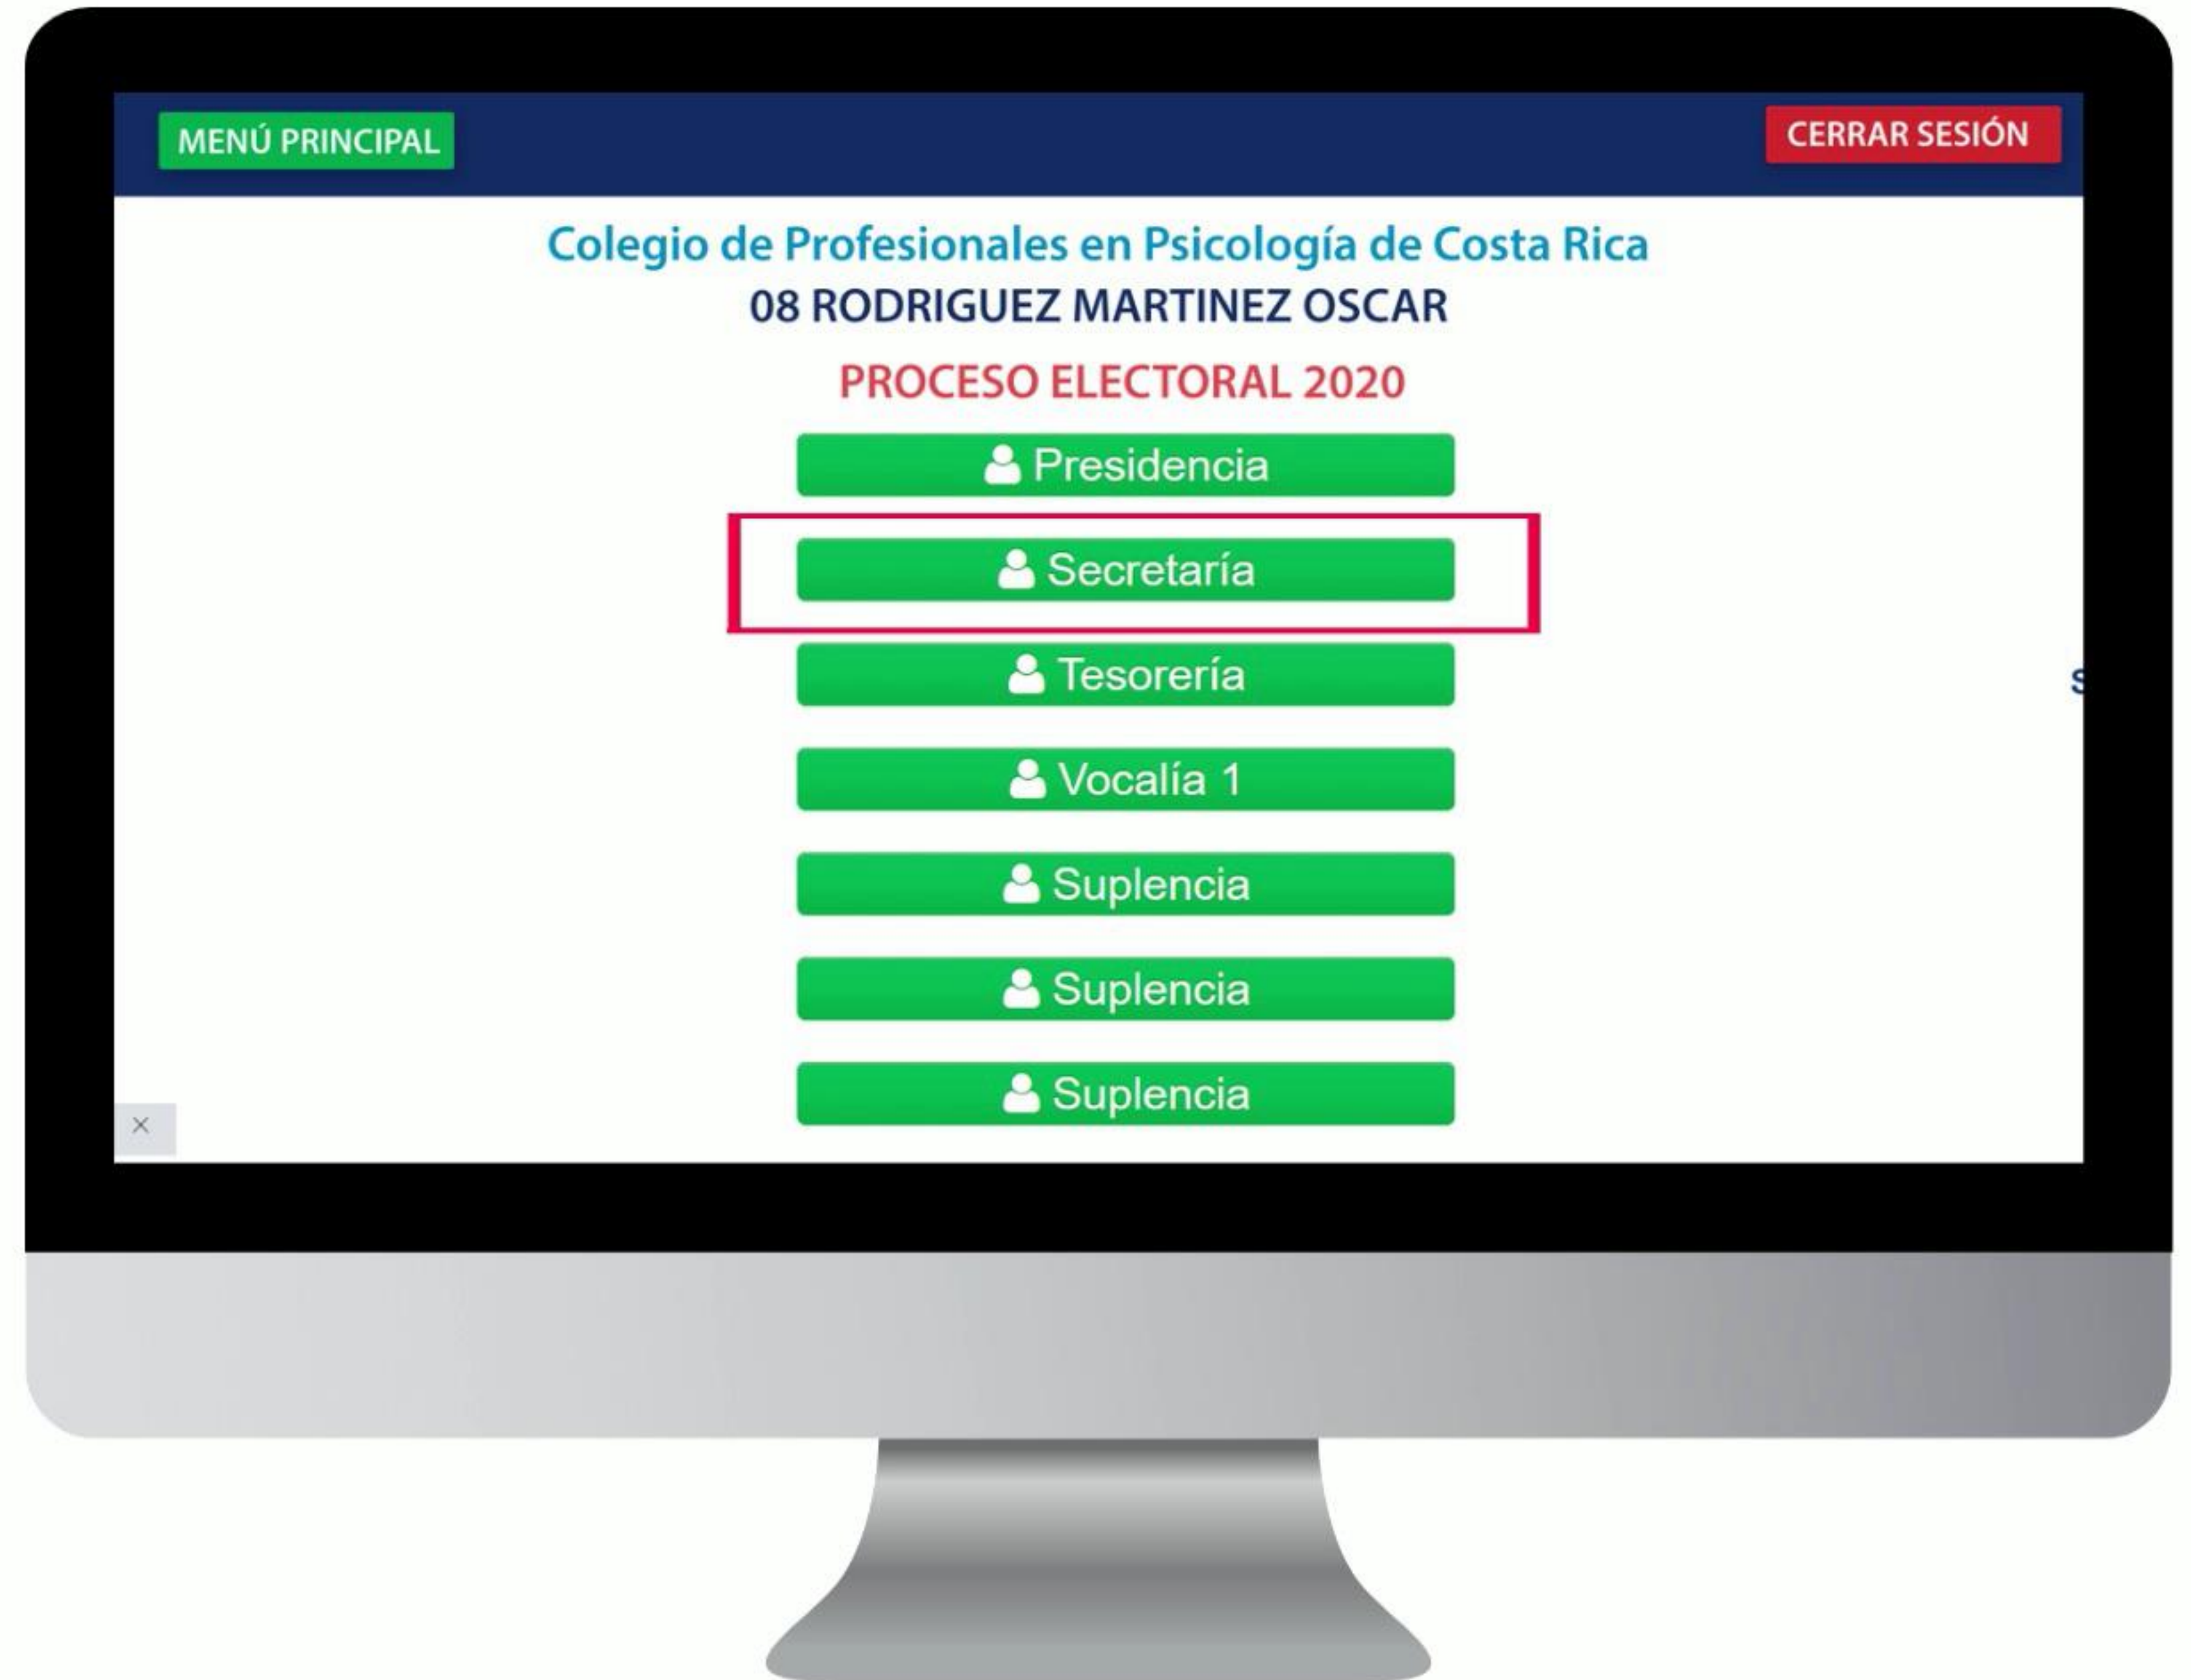 MENÚ PRINCIPAL
CERRAR SESIÓN
Colegio de Profesionales en Psicología de Costa Rica
08 RODRIGUEZ MARTINEZ OSCAR
PROCESO ELECTORAL 2020
Presidencia
Secretaría
Tesorería
S
Vocalía 1
Suplencia
Suplencia
Suplencia